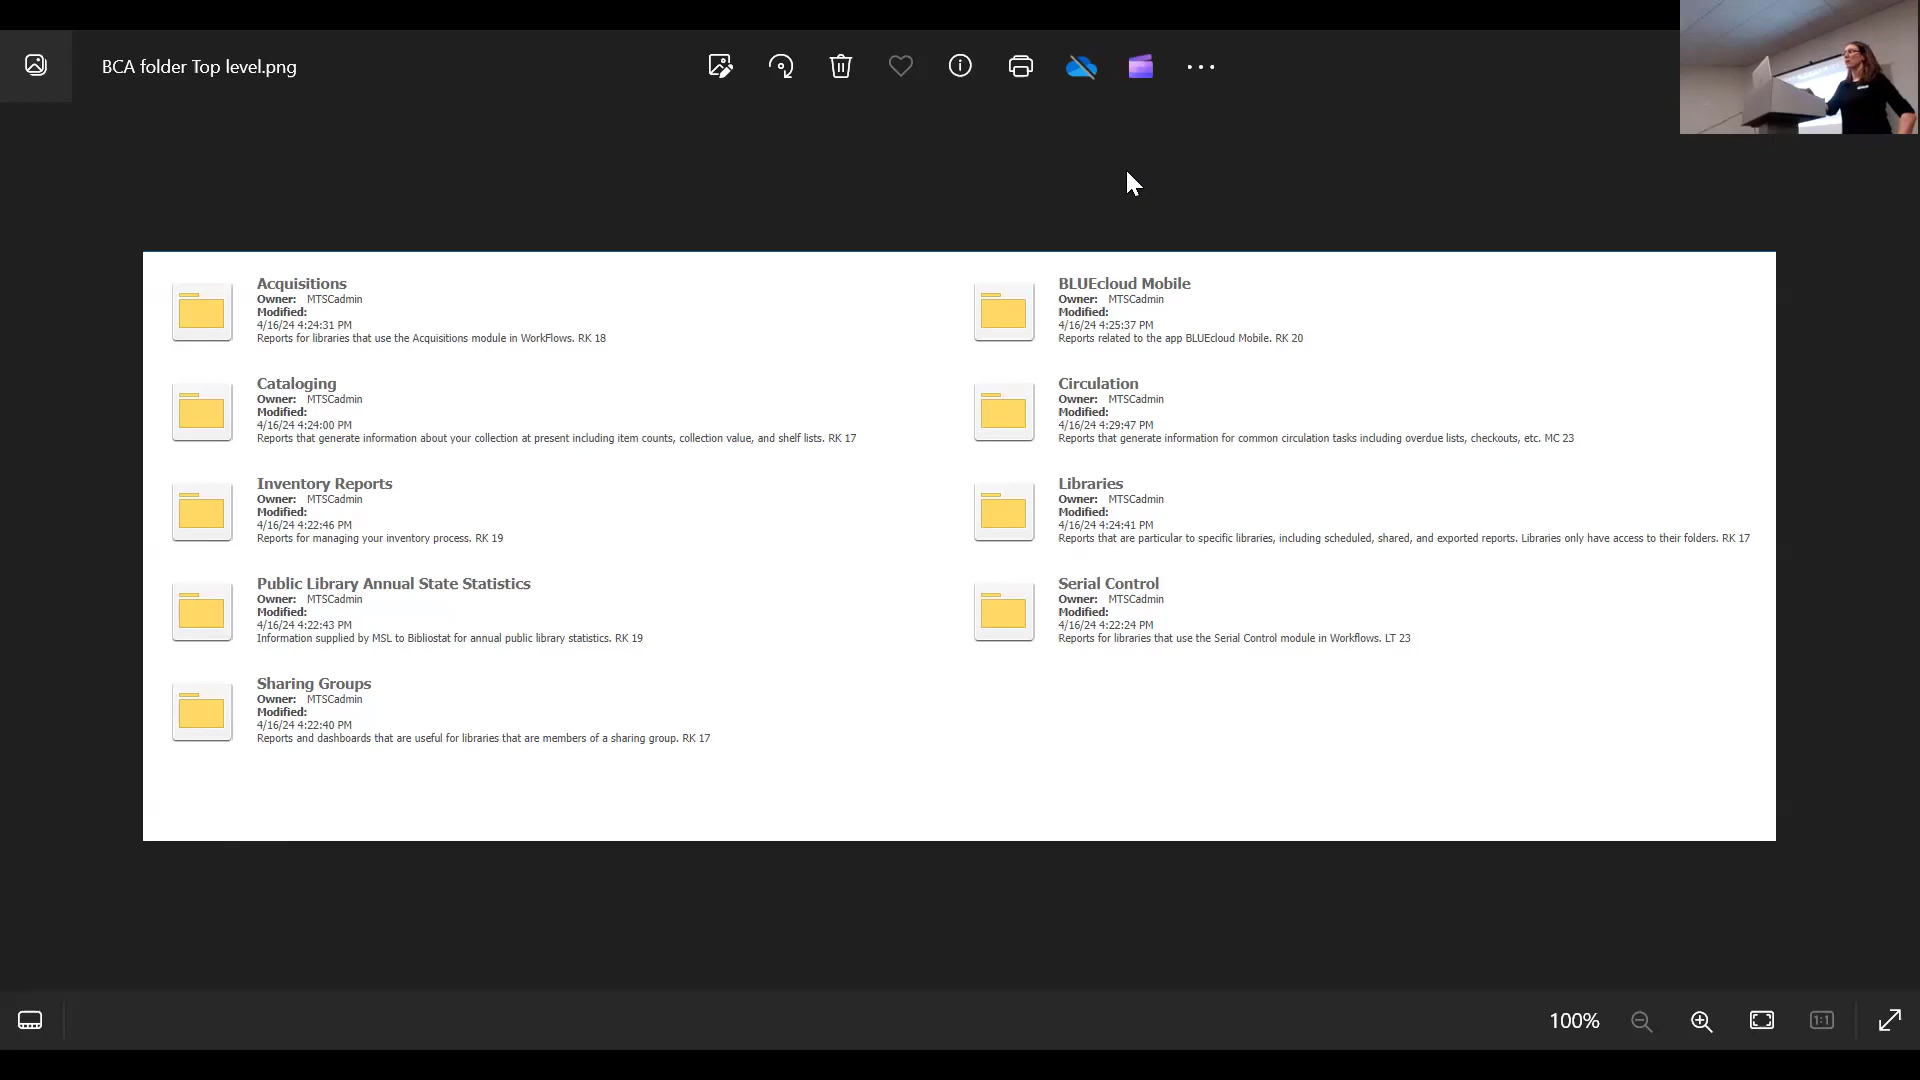 BCA folder Top level.png
Acquisitions
Owner: MTSCadmin
Modified:
4/16/24 4:24:31 PM
Reports for libraries that use the Acquisitions module in WorkFlows. RK 18
BLUEcloud Mobile
Owner: MTSCadmin
Modified:
4/16/24 4:25:37 PM
Reports related to the app BLUEcloud Mobile. RK 20
Cataloging
Owner: MTSCadmin
Modified:
4/16/24 4:24:00 PM
Reports that generate information about your collection at present including item counts, collection value, and shelf lists. RK 17
Circulation
Owner: MTSCadmin
Modified:
4/16/24 4:29:47 PM
Reports that generate information for common circulation tasks including overdue lists, checkouts, etc. MC 23
Inventory Reports
Owner: MTSCadmin
Modified:
4/16/24 4:22:46 PM
Reports for managing your inventory process. RK 19
Libraries
Owner: MTSCadmin
Modified:
4/16/24 4:24:41 PM
Reports that are particular to specific libraries, including scheduled, shared, and exported reports. Libraries only have access to their folders. RK 17
Public Library Annual State Statistics
Owner: MTSCadmin
Modified:
4/16/24 4:22:43 PM
Information supplied by MSL to Bibliostat for annual public library statistics. RK 19
Serial Control
Owner: MTSCadmin
Modified:
4/16/24 4:22:24 PM
Reports for libraries that use the Serial Control module in Workflows. LT 23
Sharing Groups
Owner: MTSCadmin
Modified:
4/16/24 4:22:40 PM
Reports and dashboards that are useful for libraries that are members of a sharing group. RK 17
100%
1:1